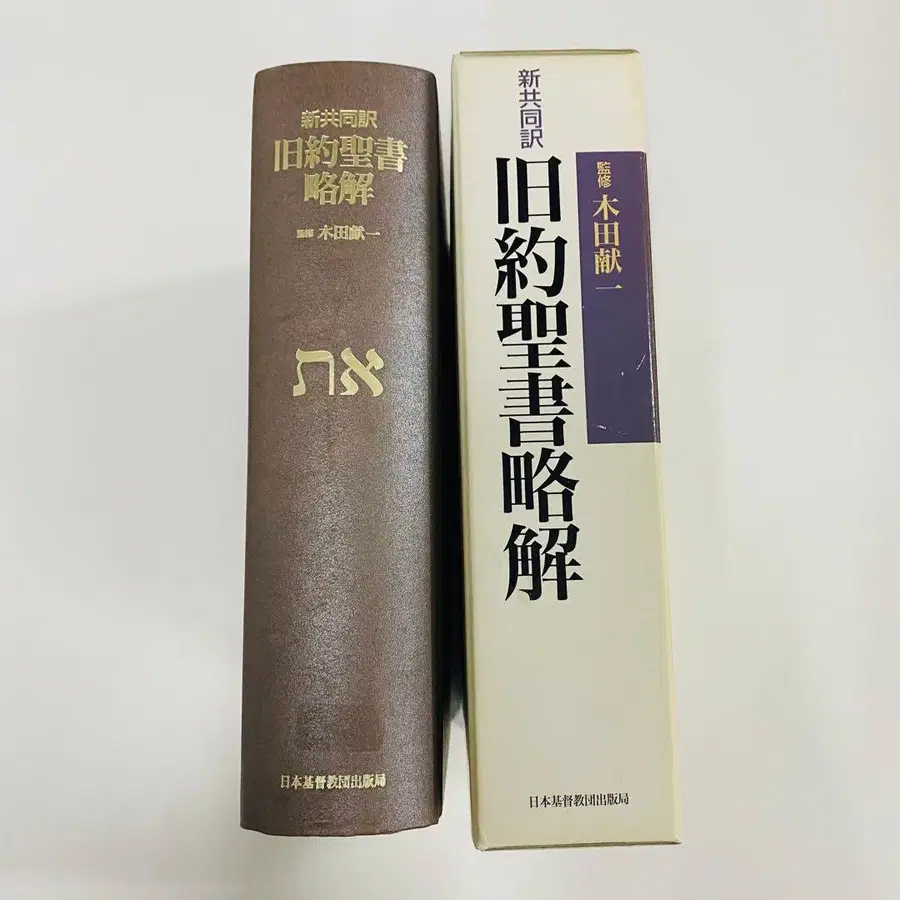 新共同訳
旧約聖書
略解
監修 木田献一
את
日本基督教団出版局
新共同訳
旧約聖書略解
監修 木田献一
日本基督教団出版局